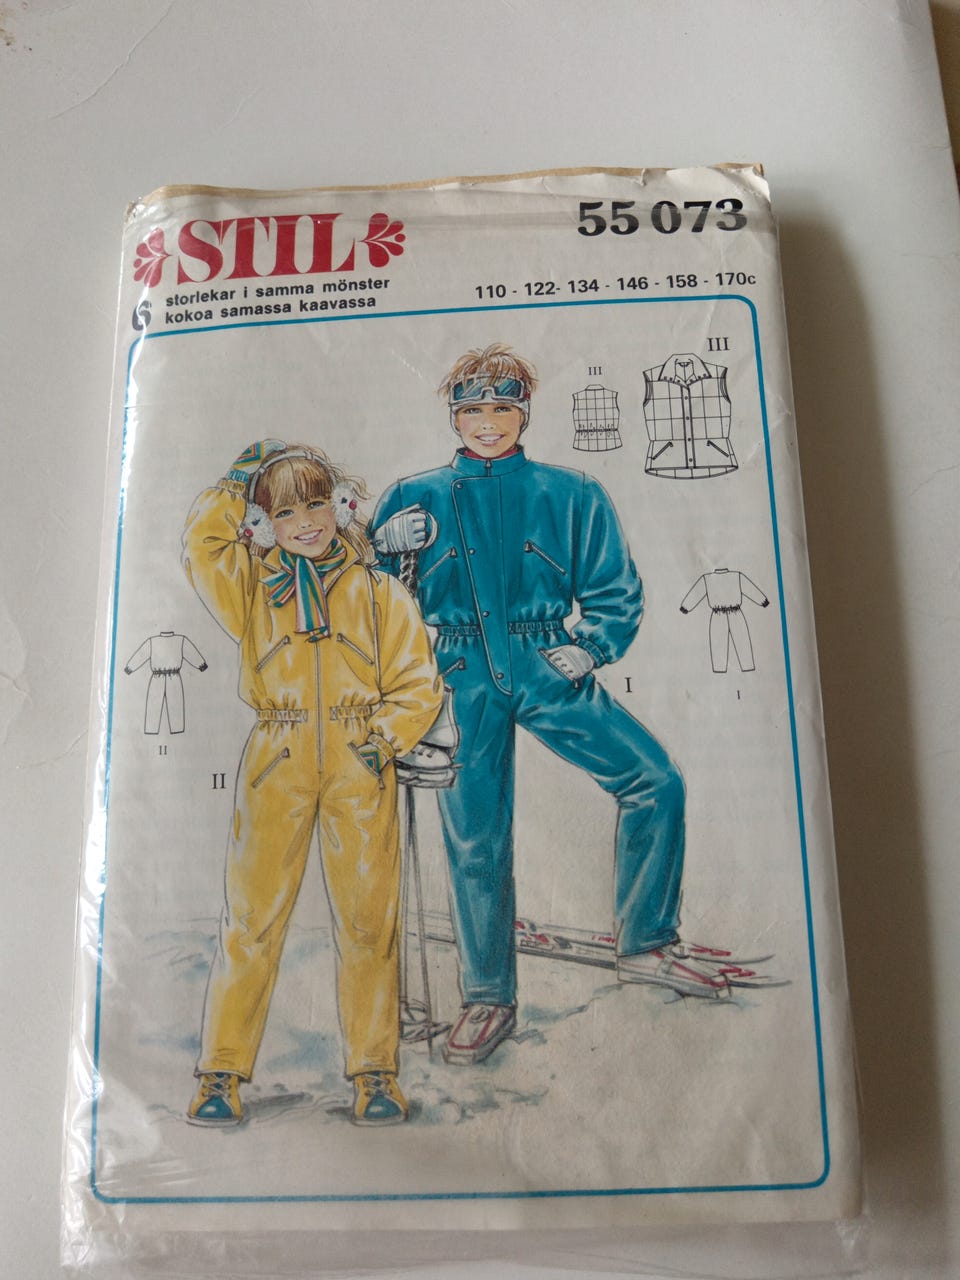 STIL
55 073
6 storlekar i samma mönster
kokoa samassa kaavassa
110 - 122- 134 - 146 - 158 - 170c
III
III
I
I
II
II